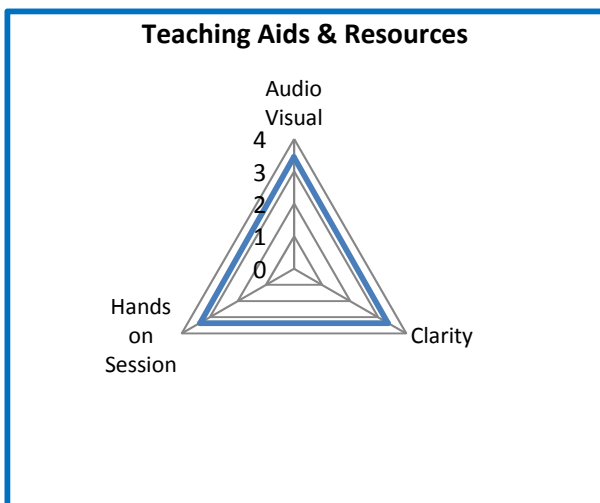 Teaching Aids & Resources
Audio
Visual
4
3
2
1
0
Hands
on
Session
Clarity